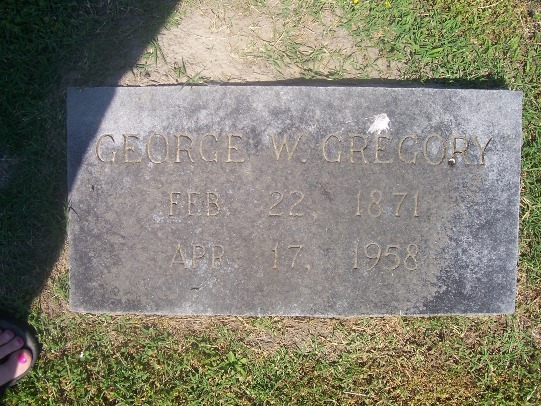 GEORGE W. GREGORY
FEB. 22, 1871
APR. 17, 1958